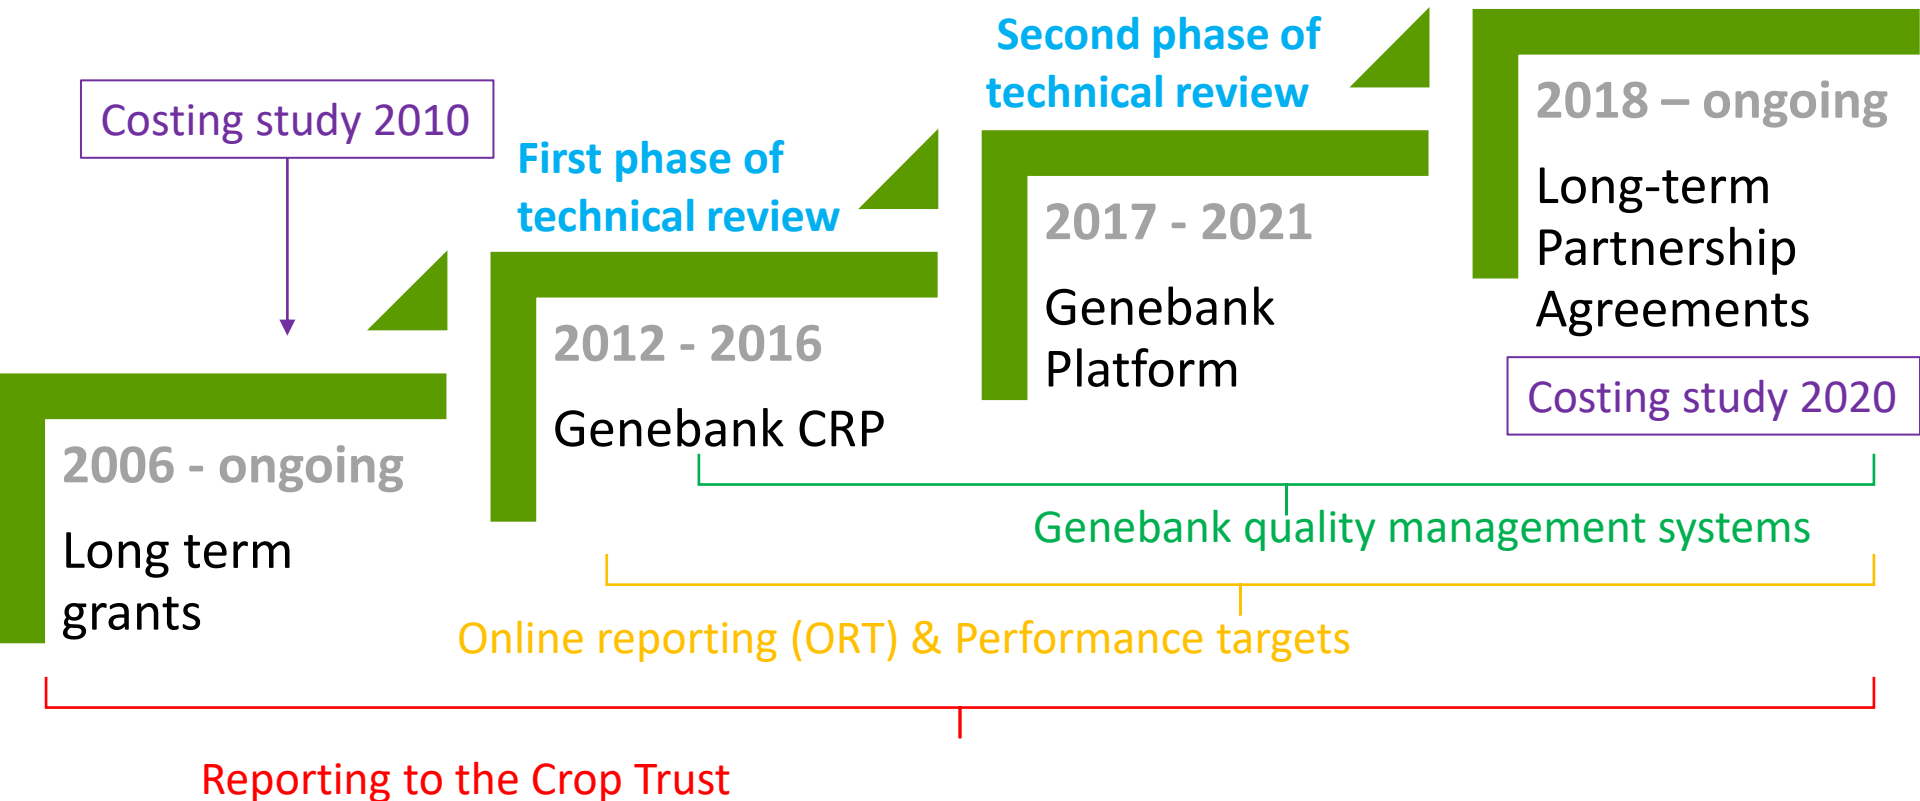 Costing study 2010
First phase of
technical review
Second phase of
technical review
2006 - ongoing
Long term
grants
2012 - 2016
Genebank CRP
2017 - 2021
Genebank
Platform
2018 – ongoing
Long-term
Partnership
Agreements
Costing study 2020
Genebank quality management systems
Online reporting (ORT) & Performance targets
Reporting to the Crop Trust